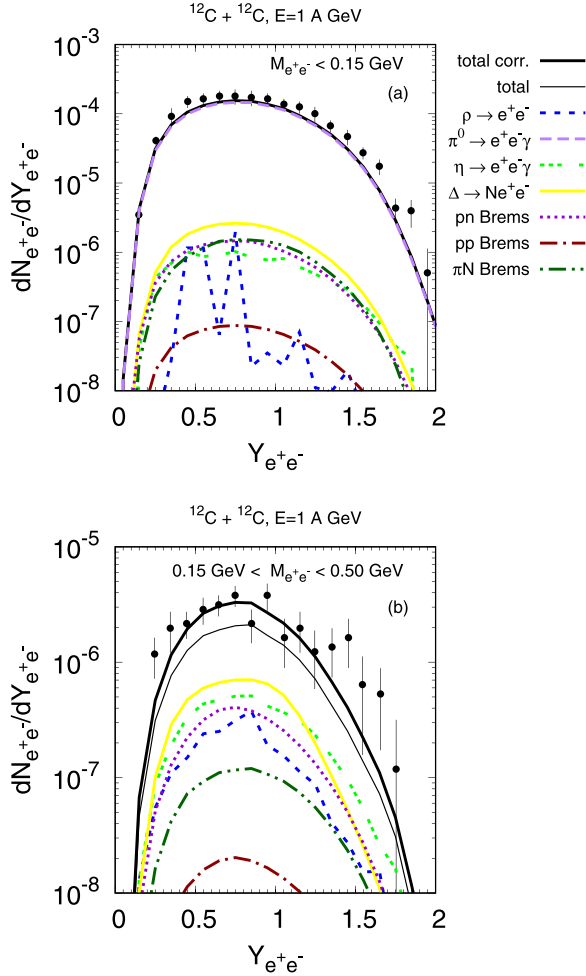 ¹²C + ¹²C, E=1 A GeV
M_{e⁺e⁻} < 0.15 GeV
(a)
dN_{e⁺e⁻}/dY_{e⁺e⁻}
10⁻³
10⁻⁴
10⁻⁵
10⁻⁶
10⁻⁷
10⁻⁸
0 0.5 1 1.5 2
Y_{e⁺e⁻}
total corr.
total
ρ → e⁺e⁻
π⁰ → e⁺e⁻γ
η → e⁺e⁻γ
Δ → Ne⁺e⁻
pn Brems
pp Brems
πN Brems
¹²C + ¹²C, E=1 A GeV
0.15 GeV < M_{e⁺e⁻} < 0.50 GeV
(b)
dN_{e⁺e⁻}/dY_{e⁺e⁻}
10⁻⁵
10⁻⁶
10⁻⁷
10⁻⁸
0 0.5 1 1.5 2
Y_{e⁺e⁻}